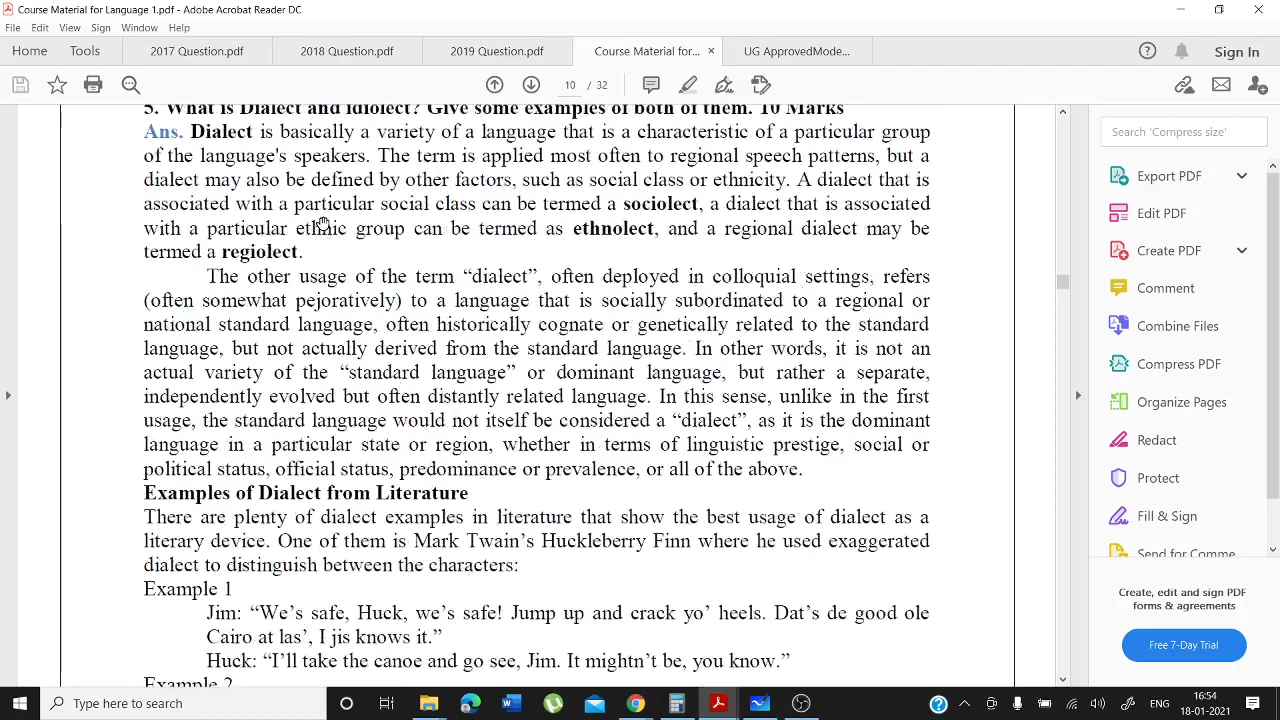 Course Material for Language 1.pdf - Adobe Acrobat Reader DC
File Edit View Sign Window Help
Home Tools 2017 Question.pdf 2018 Question.pdf 2019 Question.pdf Course Material for... × UG ApprovedMode... Sign In
10 / 32
5. What is Dialect and Idiolect? Give some examples of both of them. 10 Marks
Ans. Dialect is basically a variety of a language that is a characteristic of a particular group
of the language's speakers. The term is applied most often to regional speech patterns, but a
dialect may also be defined by other factors, such as social class or ethnicity. A dialect that is
associated with a particular social class can be termed a sociolect, a dialect that is associated
with a particular ethnic group can be termed as ethnolect, and a regional dialect may be
termed a regiolect.
The other usage of the term “dialect”, often deployed in colloquial settings, refers
(often somewhat pejoratively) to a language that is socially subordinated to a regional or
national standard language, often historically cognate or genetically related to the standard
language, but not actually derived from the standard language. In other words, it is not an
actual variety of the “standard language” or dominant language, but rather a separate,
independently evolved but often distantly related language. In this sense, unlike in the first
usage, the standard language would not itself be considered a “dialect”, as it is the dominant
language in a particular state or region, whether in terms of linguistic prestige, social or
political status, official status, predominance or prevalence, or all of the above.
Examples of Dialect from Literature
There are plenty of dialect examples in literature that show the best usage of dialect as a
literary device. One of them is Mark Twain’s Huckleberry Finn where he used exaggerated
dialect to distinguish between the characters:
Example 1
Jim: “We’s safe, Huck, we’s safe! Jump up and crack yo’ heels. Dat’s de good ole
Cairo at las’, I jis knows it.”
Huck: “I’ll take the canoe and go see, Jim. It mightn’t be, you know.”
Example 2
Search 'Compress size'
Export PDF
Edit PDF
Create PDF
Comment
Combine Files
Compress PDF
Organize Pages
Redact
Protect
Fill & Sign
Send for Comme
Create, edit and sign PDF
forms & agreements
Free 7-Day Trial
Type here to search
ENG
16:54
18-01-2021